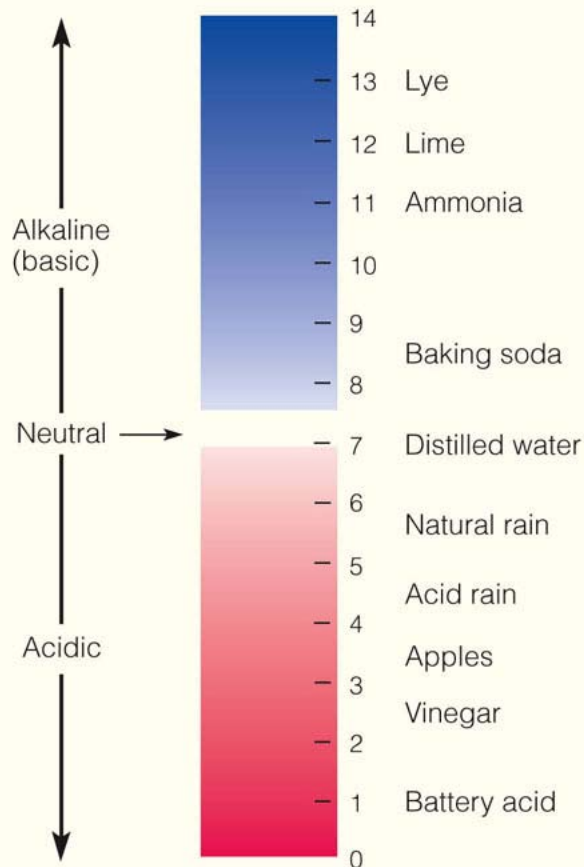 14
13 Lye
12 Lime
11 Ammonia
Alkaline
(basic)
10
9
Baking soda
8
Neutral
7 Distilled water
6
Natural rain
5
Acid rain
4
Acidic
Apples
3
Vinegar
2
1 Battery acid
0